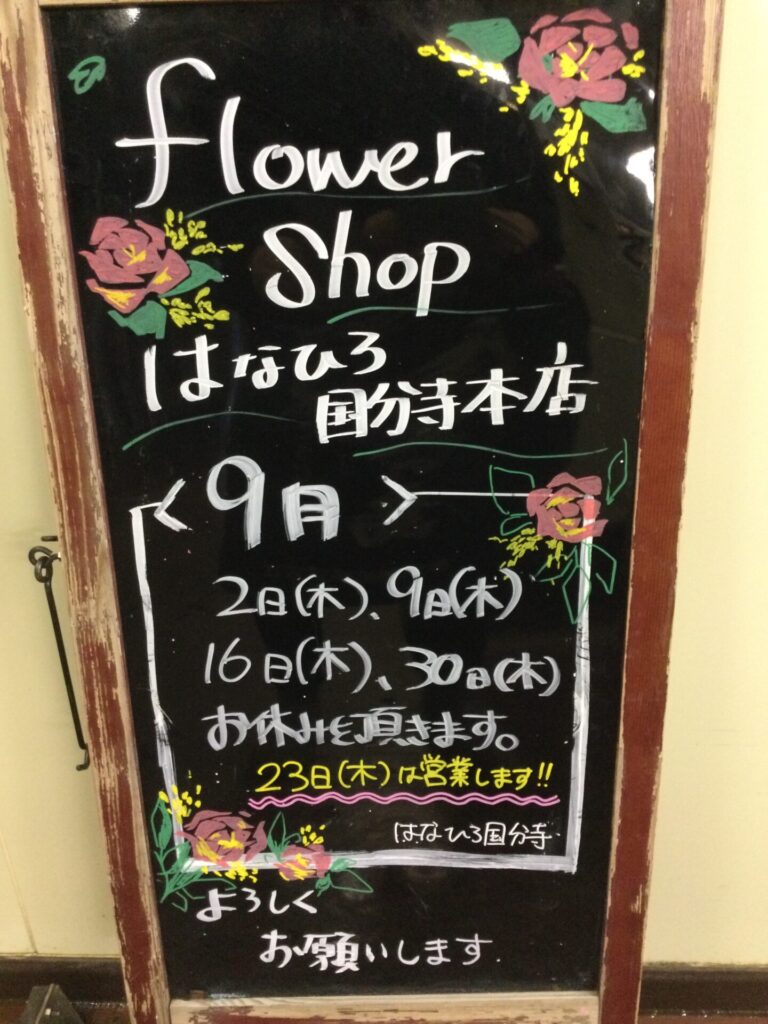 flower
shop
はなひろ
国分寺本店
9月
2日(木)、9日(木)
16日(木)、30日(木)
お休みを頂きます。
23日(木)は営業します!!
はなひろ国分寺
よろしく
お願いします.